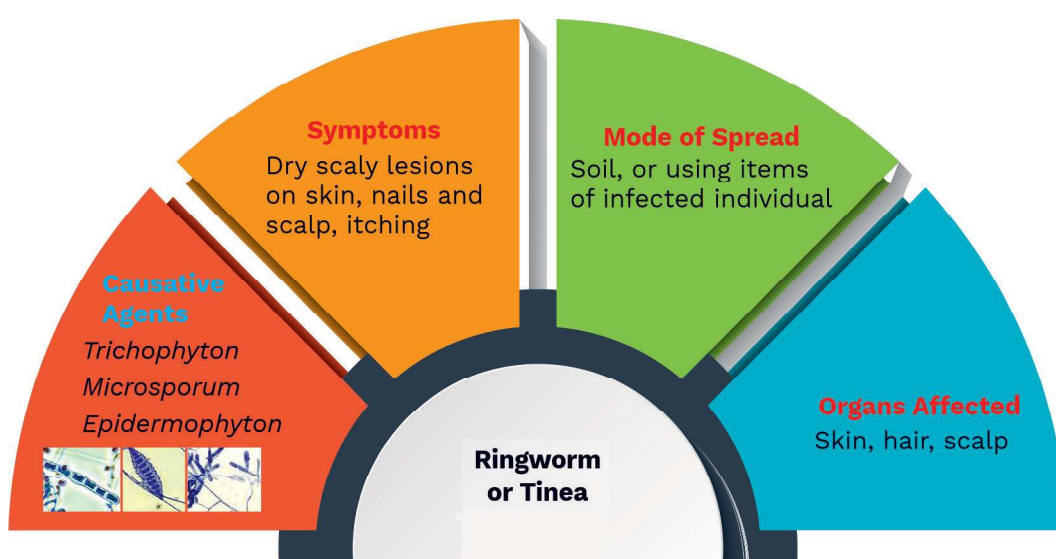 Symptoms
Dry scaly lesions
on skin, nails and
scalp, itching
Mode of Spread
Soil, or using items
of infected individual
Causative
Agents
Trichophyton
Microsporum
Epidermophyton
Organs Affected
Skin, hair, scalp
Ringworm
or Tinea